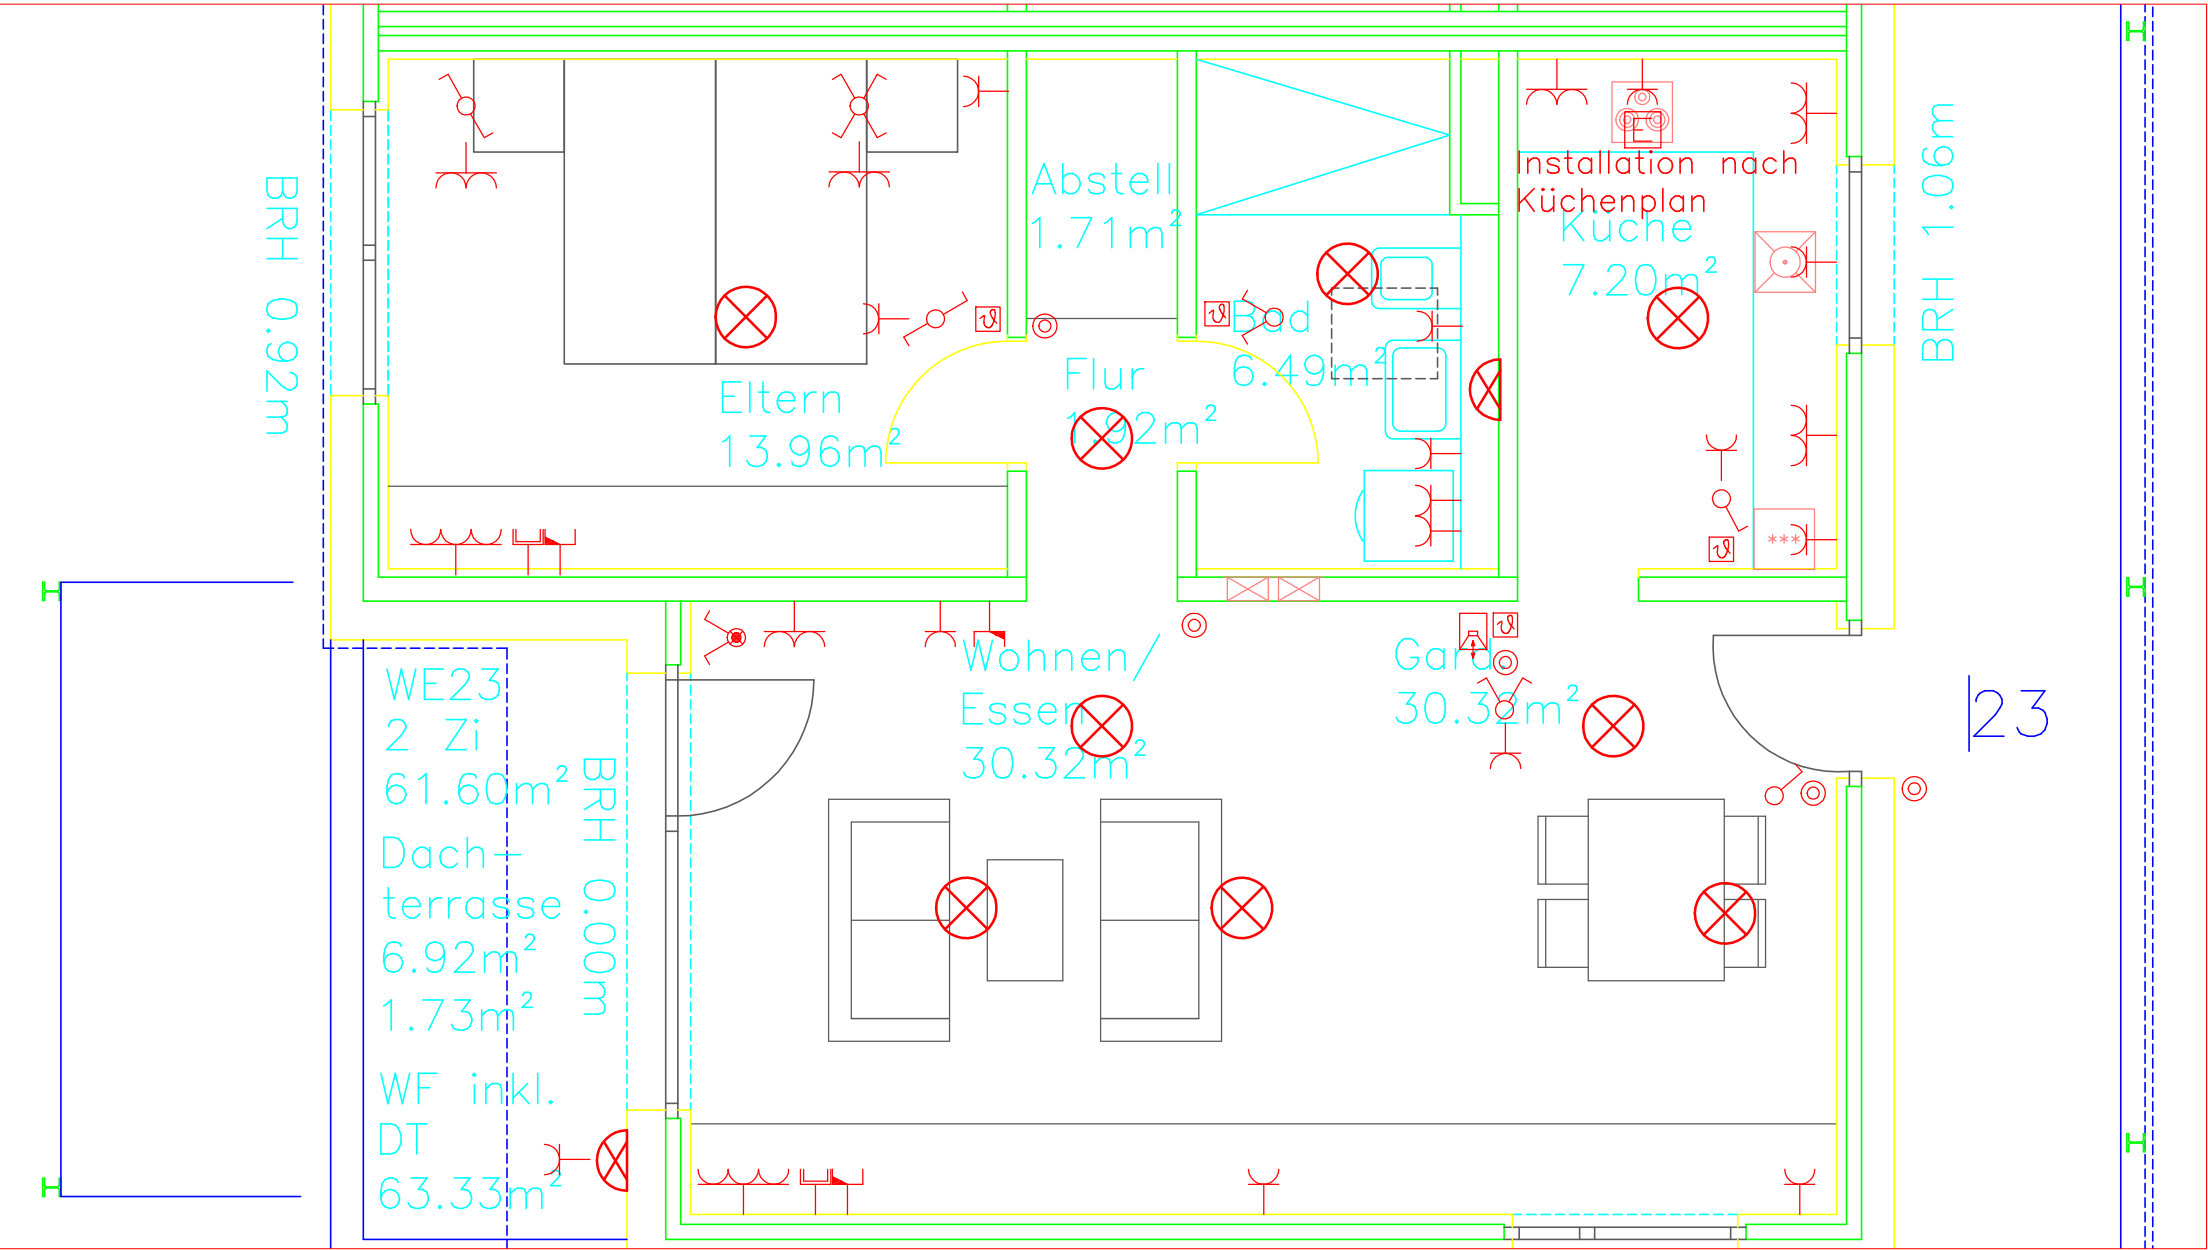 BRH 0.92m
Eltern
13.96m²
Abstell
1.71m²
Flur
1.92m²
Bad
6.49m²
Installation nach
Küchenplan
Küche
7.20m²
E
***
BRH 1.06m
WE23
2 Zi
61.60m²
Dach-
terrasse
6.92m²
1.73m²
WF inkl.
DT
63.33m²
BRH 0.00m
Wohnen/
Essen
30.32m²
Gard.
30.32m²
23
ϑ
ϑ
ϑ
ϑ